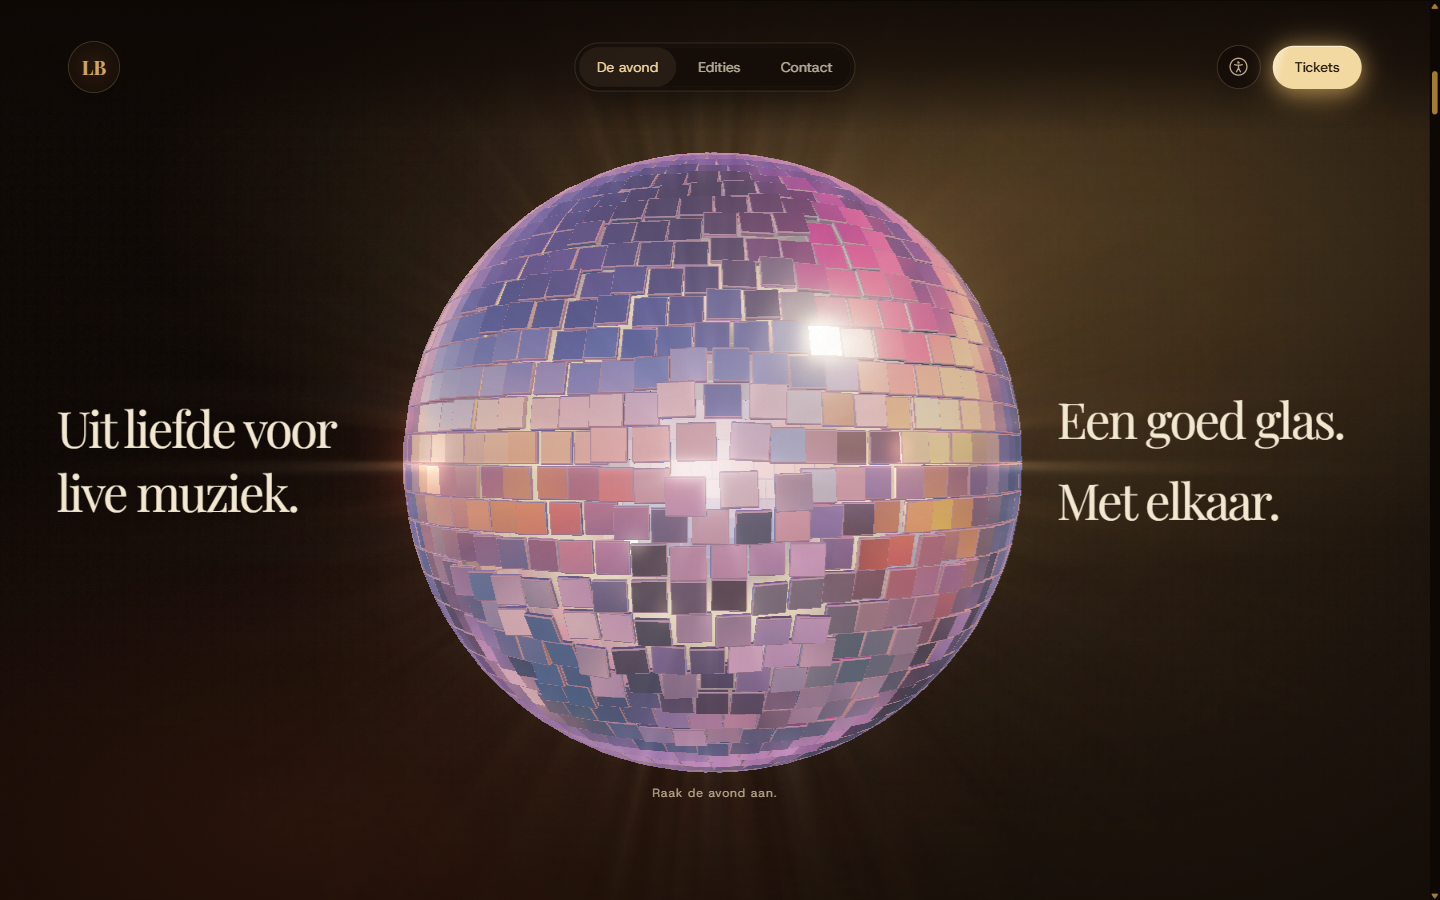 LB
De avond
Edities
Contact
Tickets
Uit liefde voor
live muziek.
Een goed glas.
Met elkaar.
Raak de avond aan.